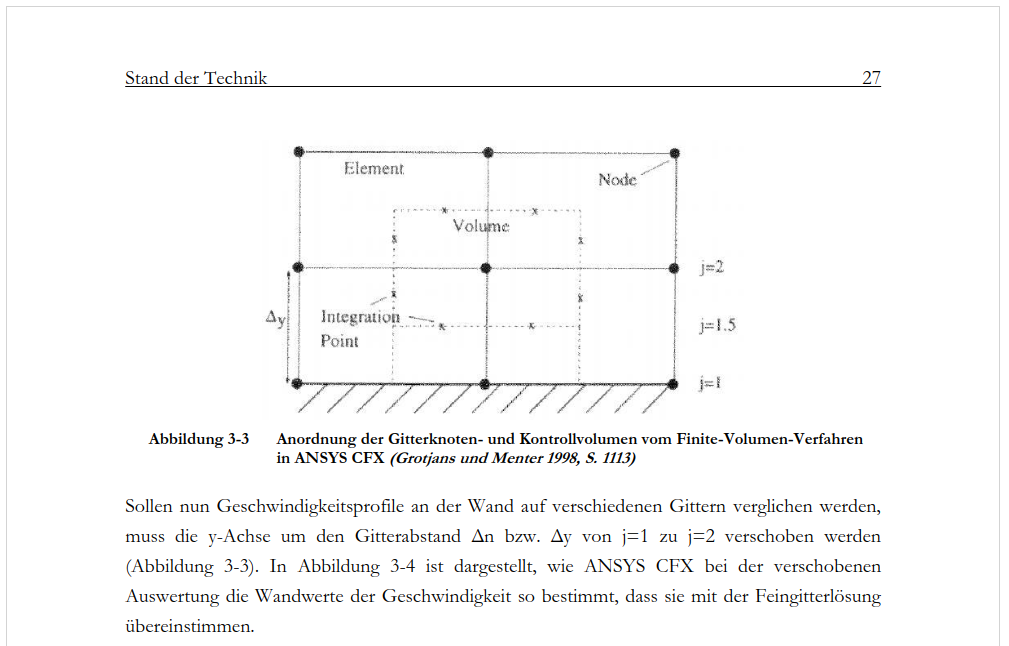 Stand der Technik 27
Element
Node
Volume
j=2
Δy
Integration
Point
j=1.5
j=1
Abbildung 3-3 Anordnung der Gitterknoten- und Kontrollvolumen vom Finite-Volumen-Verfahren
in ANSYS CFX (Grotjans und Menter 1998, S. 1113)
Sollen nun Geschwindigkeitsprofile an der Wand auf verschiedenen Gittern verglichen werden,
muss die y-Achse um den Gitterabstand Δn bzw. Δy von j=1 zu j=2 verschoben werden
(Abbildung 3-3). In Abbildung 3-4 ist dargestellt, wie ANSYS CFX bei der verschobenen
Auswertung die Wandwerte der Geschwindigkeit so bestimmt, dass sie mit der Feingitterlösung
übereinstimmen.